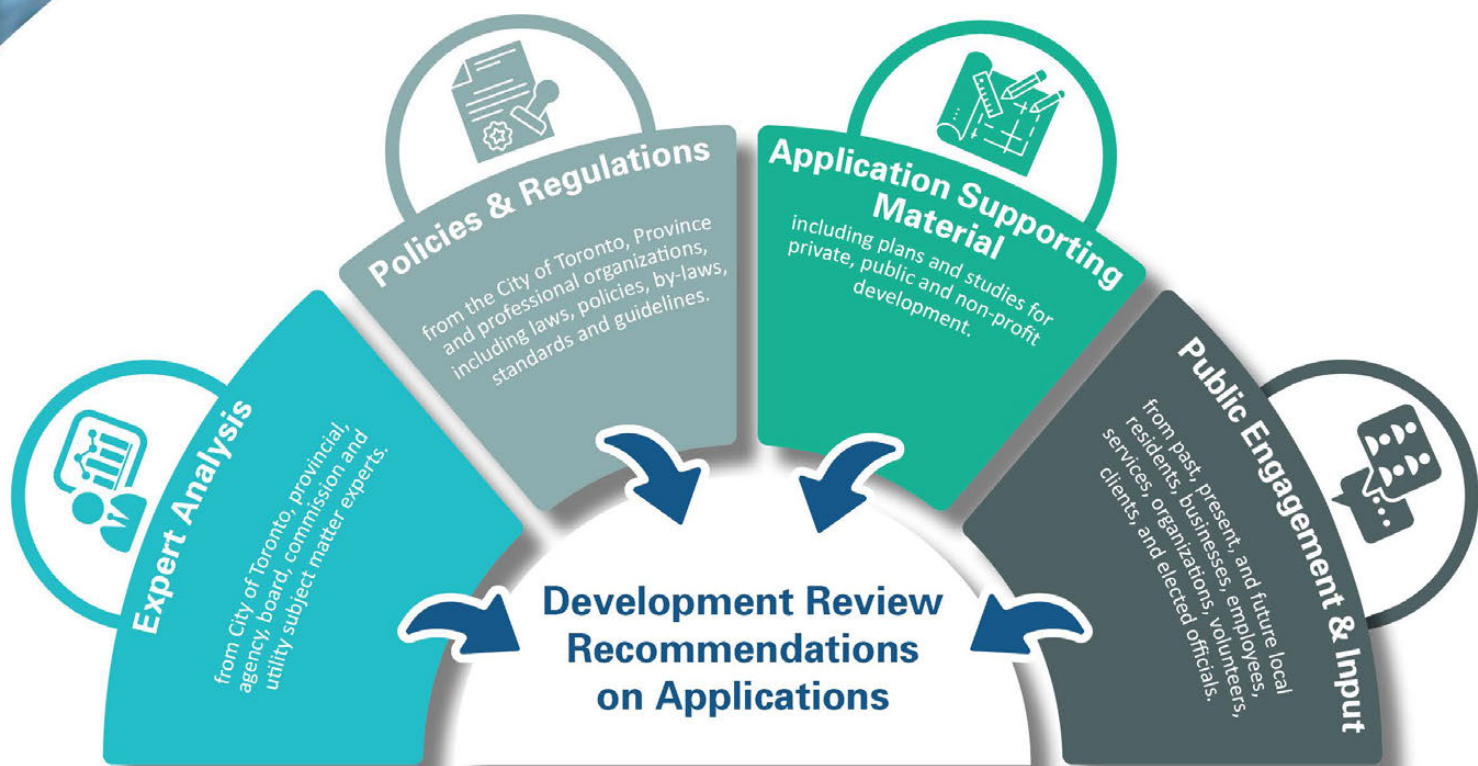 Expert Analysis
from City of Toronto, provincial,
agency, board, commission and
utility subject matter experts.
Policies & Regulations
from the City of Toronto, Province
and professional organizations,
including laws, policies, by-laws,
standards and guidelines.
Application Supporting
Material
including plans and studies for
private, public and non-profit
development.
Public Engagement & Input
from past, present, and future local
residents, businesses, employees,
services, organizations, volunteers,
clients, and elected officials.
Development Review
Recommendations
on Applications